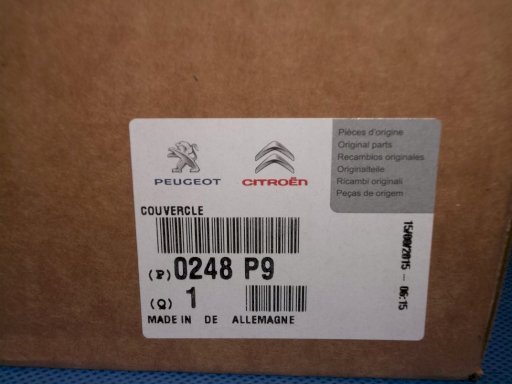 PEUGEOT
CITROËN
Pièces d'origine
Original parts
Recambios originales
Originalteile
Ricambi originali
Peças de origem
COUVERCLE
(P) 0248 P9
(Q) 1
MADE IN DE ALLEMAGNE
15/09/2015 -- 06:15